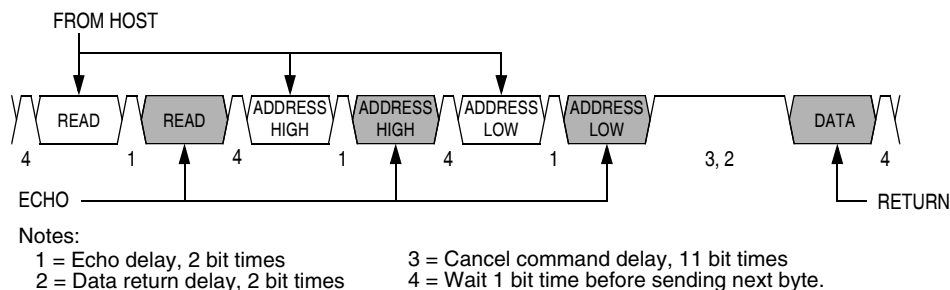 FROM HOST
READ READ ADDRESS HIGH ADDRESS HIGH ADDRESS LOW ADDRESS LOW DATA
4 1 4 1 4 1 3, 2 4
ECHO RETURN
Notes:
1 = Echo delay, 2 bit times 3 = Cancel command delay, 11 bit times
2 = Data return delay, 2 bit times 4 = Wait 1 bit time before sending next byte.